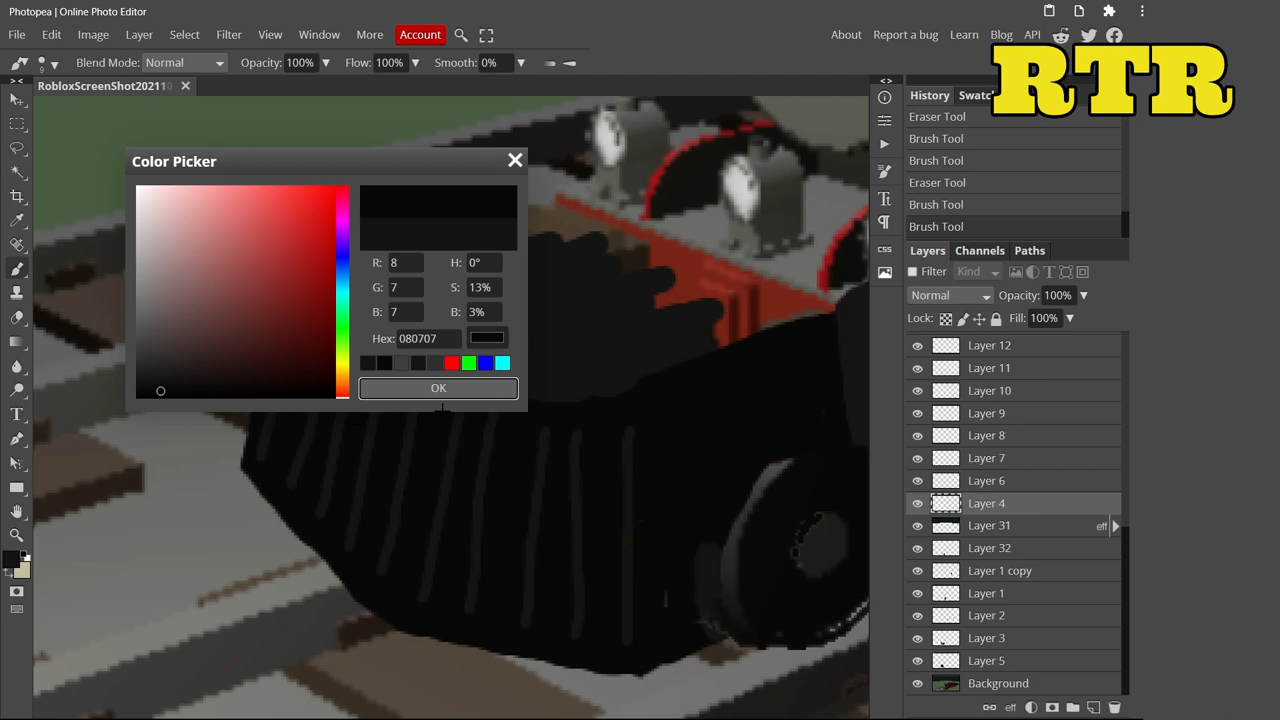 Photopea | Online Photo Editor
File Edit Image Layer Select Filter View Window More Account
About Report a bug Learn Blog API
RTR
9 Blend Mode: Normal Opacity: 100% Flow: 100% Smooth: 0%
RobloxScreenShot202110
Color Picker
R: 8 H: 0°
G: 7 S: 13%
B: 7 B: 3%
Hex: 080707
OK
History Swatc
Eraser Tool
Brush Tool
Brush Tool
Eraser Tool
Brush Tool
Brush Tool
Layers Channels Paths
Filter Kind
Normal Opacity: 100%
Lock: Fill: 100%
Layer 12
Layer 11
Layer 10
Layer 9
Layer 8
Layer 7
Layer 6
Layer 4
Layer 31 eff
Layer 32
Layer 1 copy
Layer 1
Layer 2
Layer 3
Layer 5
Background
eff
CSS